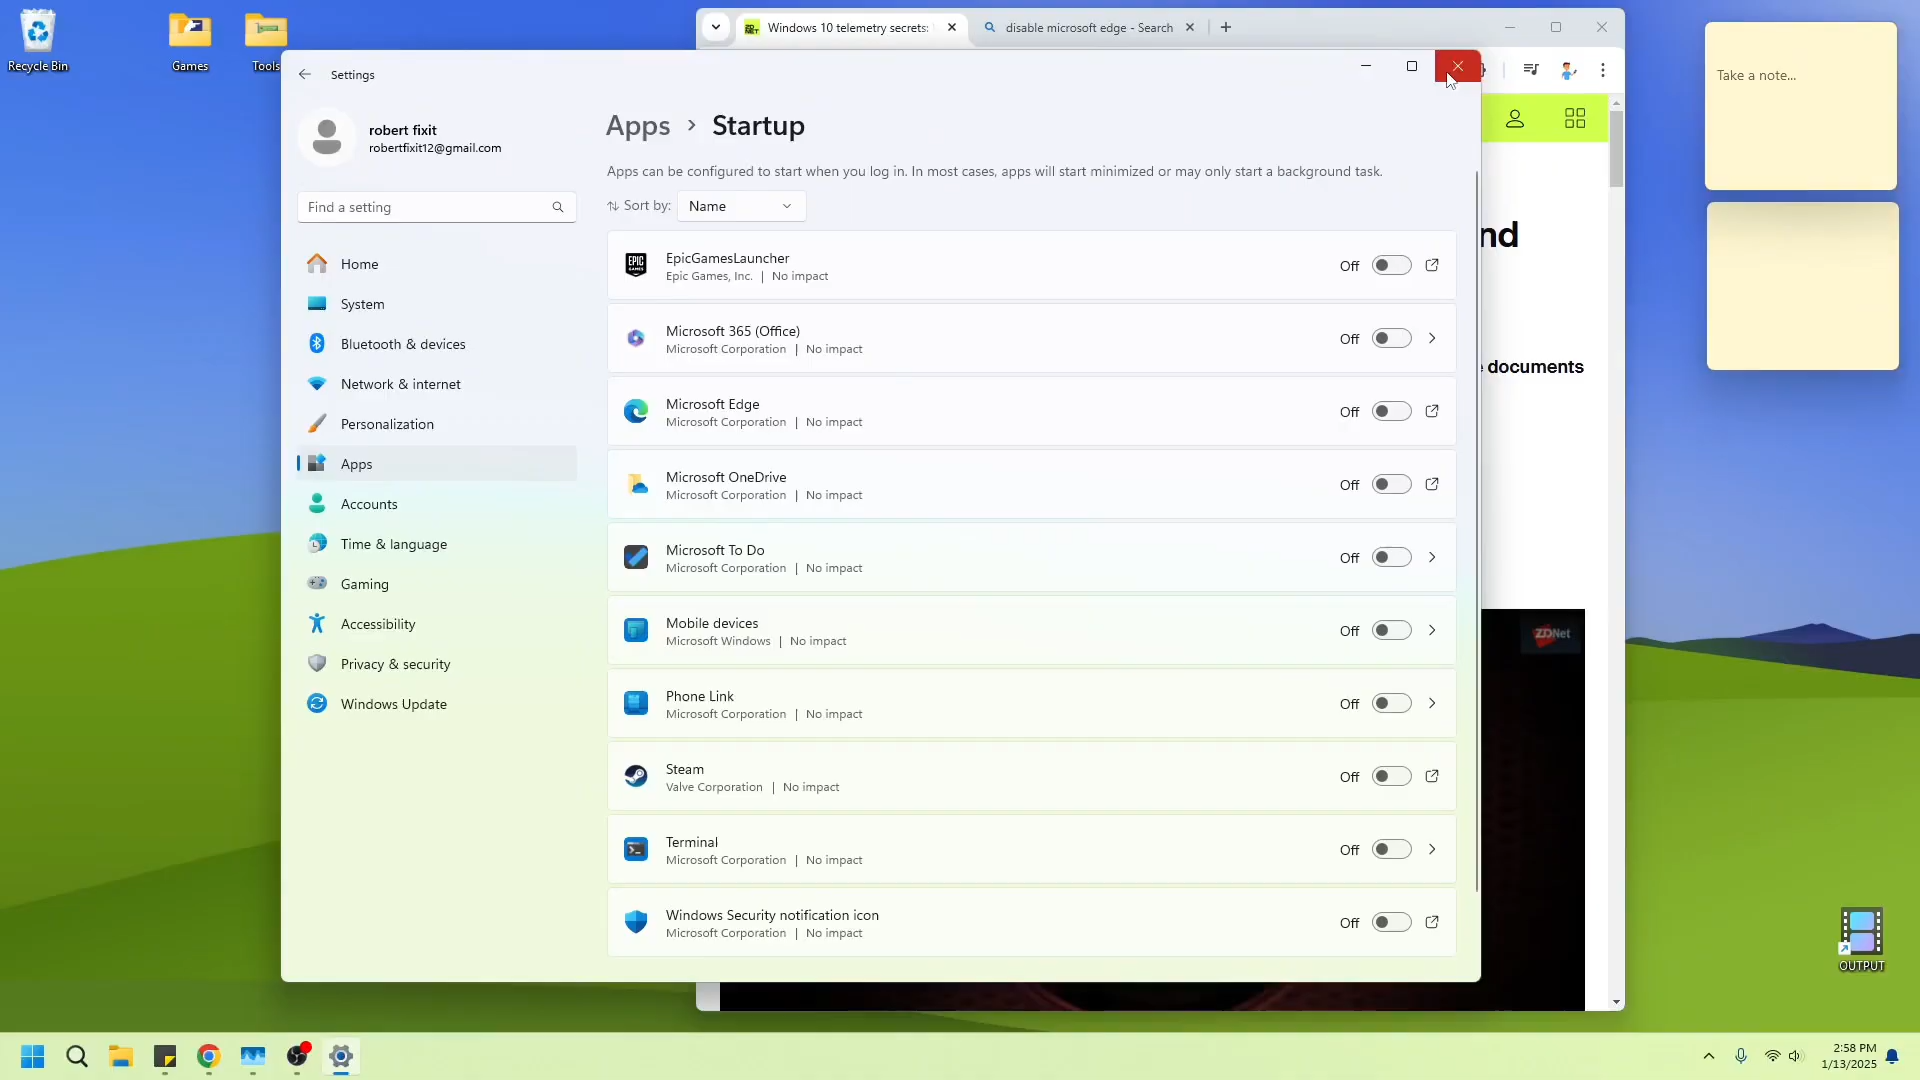 Recycle Bin
Games
Tools
Windows 10 telemetry secrets:
disable microsoft edge - Search
Settings
Take a note...
robert fixit
robertfixit12@gmail.com
Find a setting
Home
System
Bluetooth & devices
Network & internet
Personalization
Apps
Accounts
Time & language
Gaming
Accessibility
Privacy & security
Windows Update
Apps > Startup
Apps can be configured to start when you log in. In most cases, apps will start minimized or may only start a background task.
Sort by: Name
EpicGamesLauncher
Epic Games, Inc. | No impact
Off
Microsoft 365 (Office)
Microsoft Corporation | No impact
Off
Microsoft Edge
Microsoft Corporation | No impact
Off
Microsoft OneDrive
Microsoft Corporation | No impact
Off
Microsoft To Do
Microsoft Corporation | No impact
Off
Mobile devices
Microsoft Windows | No impact
Off
Phone Link
Microsoft Corporation | No impact
Off
Steam
Valve Corporation | No impact
Off
Terminal
Microsoft Corporation | No impact
Off
Windows Security notification icon
Microsoft Corporation | No impact
Off
nd
documents
ZDNet
OUTPUT
2:58 PM
1/13/2025